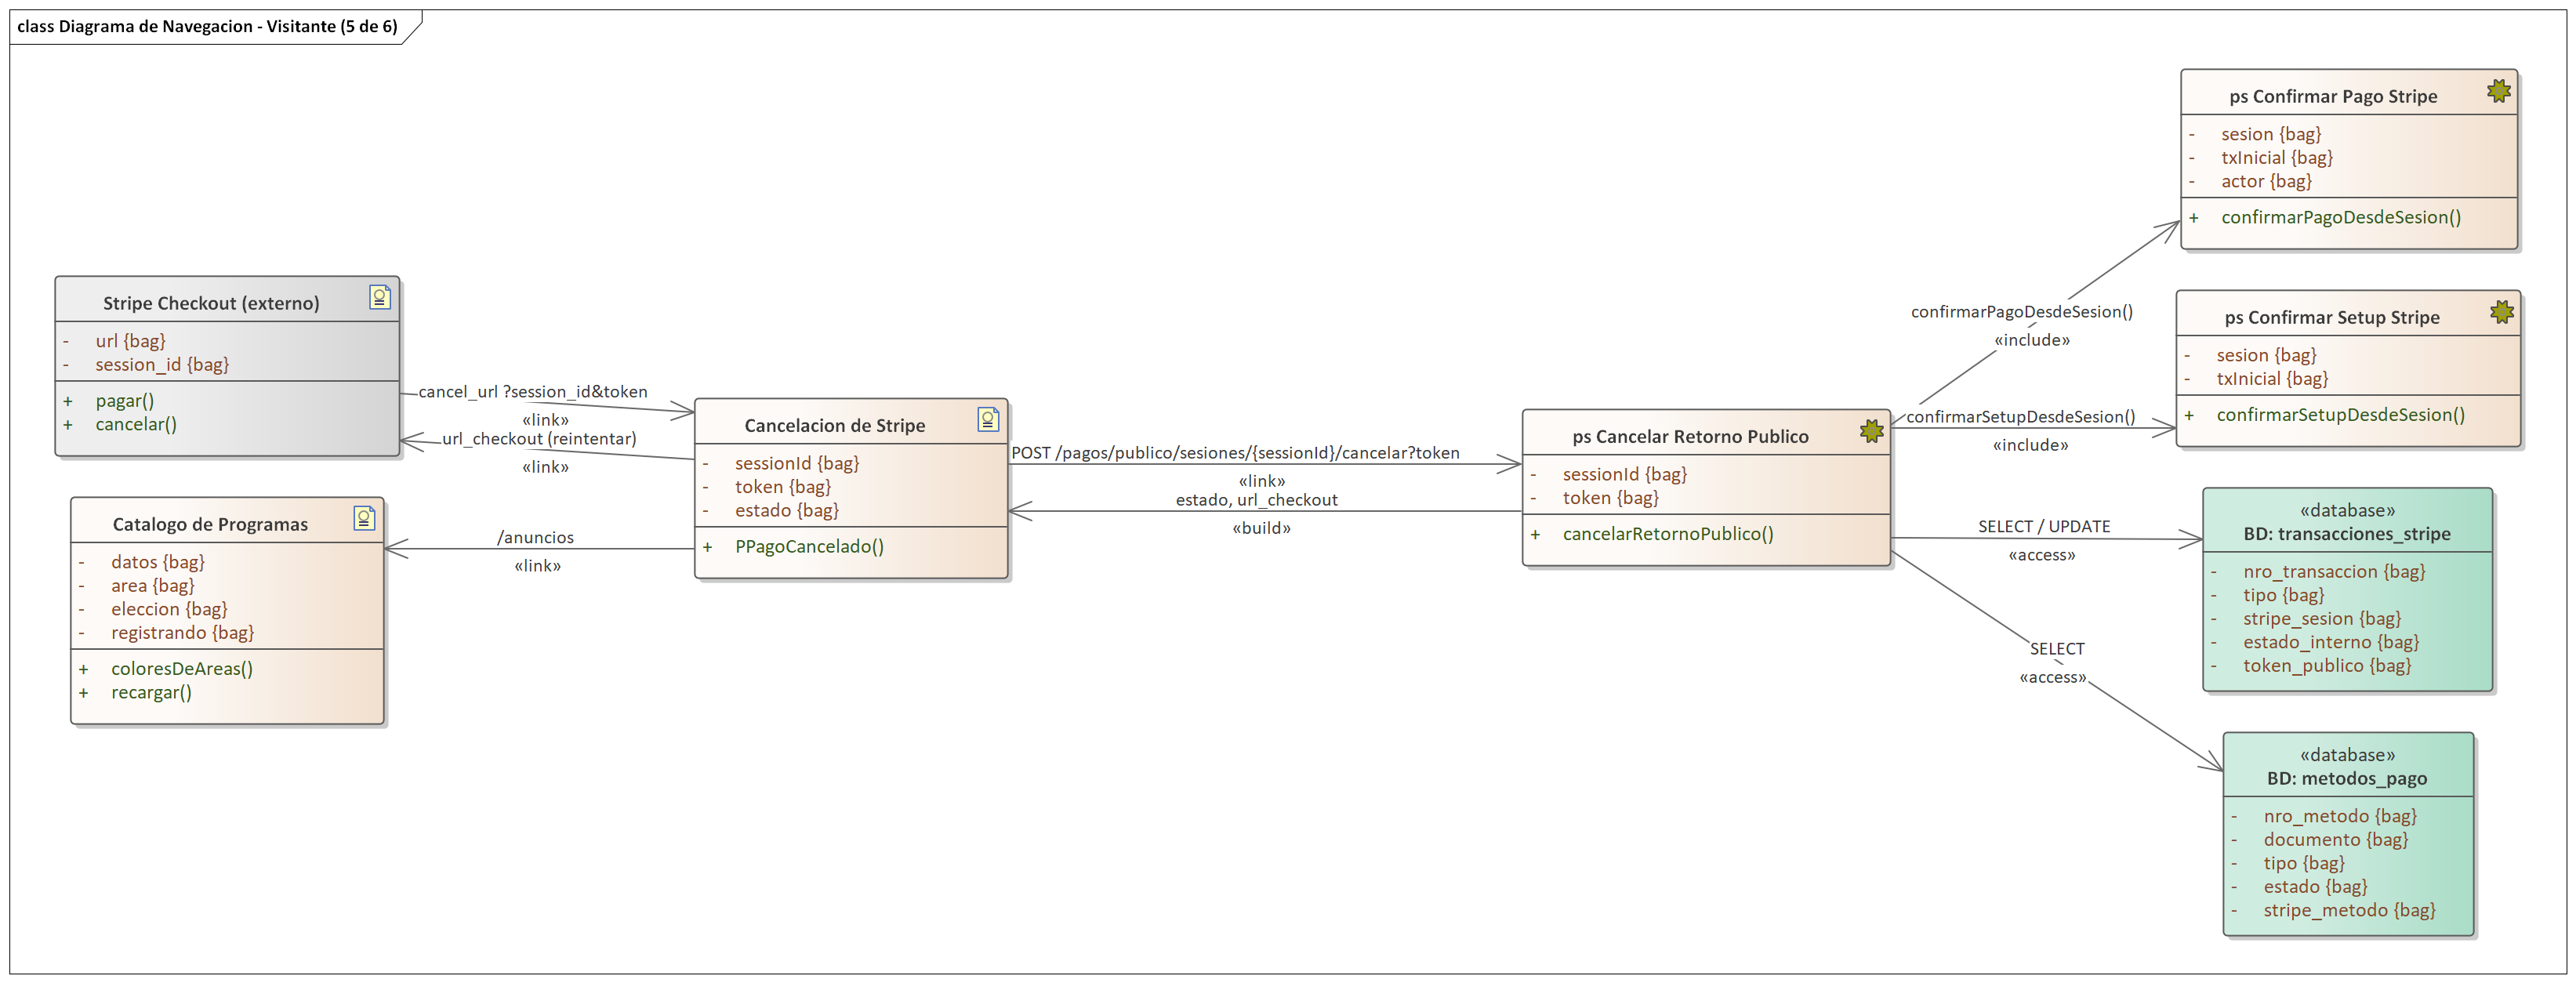 class Diagrama de Navegacion - Visitante (5 de 6)
ps Confirmar Pago Stripe
- sesion {bag}
- txInicial {bag}
- actor {bag}
+ confirmarPagoDesdeSesion()
Stripe Checkout (externo)
- url {bag}
- session_id {bag}
+ pagar()
+ cancelar()
ps Confirmar Setup Stripe
- sesion {bag}
- txInicial {bag}
+ confirmarSetupDesdeSesion()
confirmarPagoDesdeSesion()
«include»
cancel_url ?session_id&token
«link»
url_checkout (reintentar)
«link»
Cancelacion de Stripe
- sessionId {bag}
- token {bag}
- estado {bag}
+ PPagoCancelado()
POST /pagos/publico/sesiones/{sessionId}/cancelar?token
«link»
estado, url_checkout
«build»
ps Cancelar Retorno Publico
- sessionId {bag}
- token {bag}
+ cancelarRetornoPublico()
confirmarSetupDesdeSesion()
«include»
Catalogo de Programas
- datos {bag}
- area {bag}
- eleccion {bag}
- registrando {bag}
+ coloresDeAreas()
+ recargar()
/anuncios
«link»
SELECT / UPDATE
«access»
«database»
BD: transacciones_stripe
- nro_transaccion {bag}
- tipo {bag}
- stripe_sesion {bag}
- estado_interno {bag}
- token_publico {bag}
SELECT
«access»
«database»
BD: metodos_pago
- nro_metodo {bag}
- documento {bag}
- tipo {bag}
- estado {bag}
- stripe_metodo {bag}